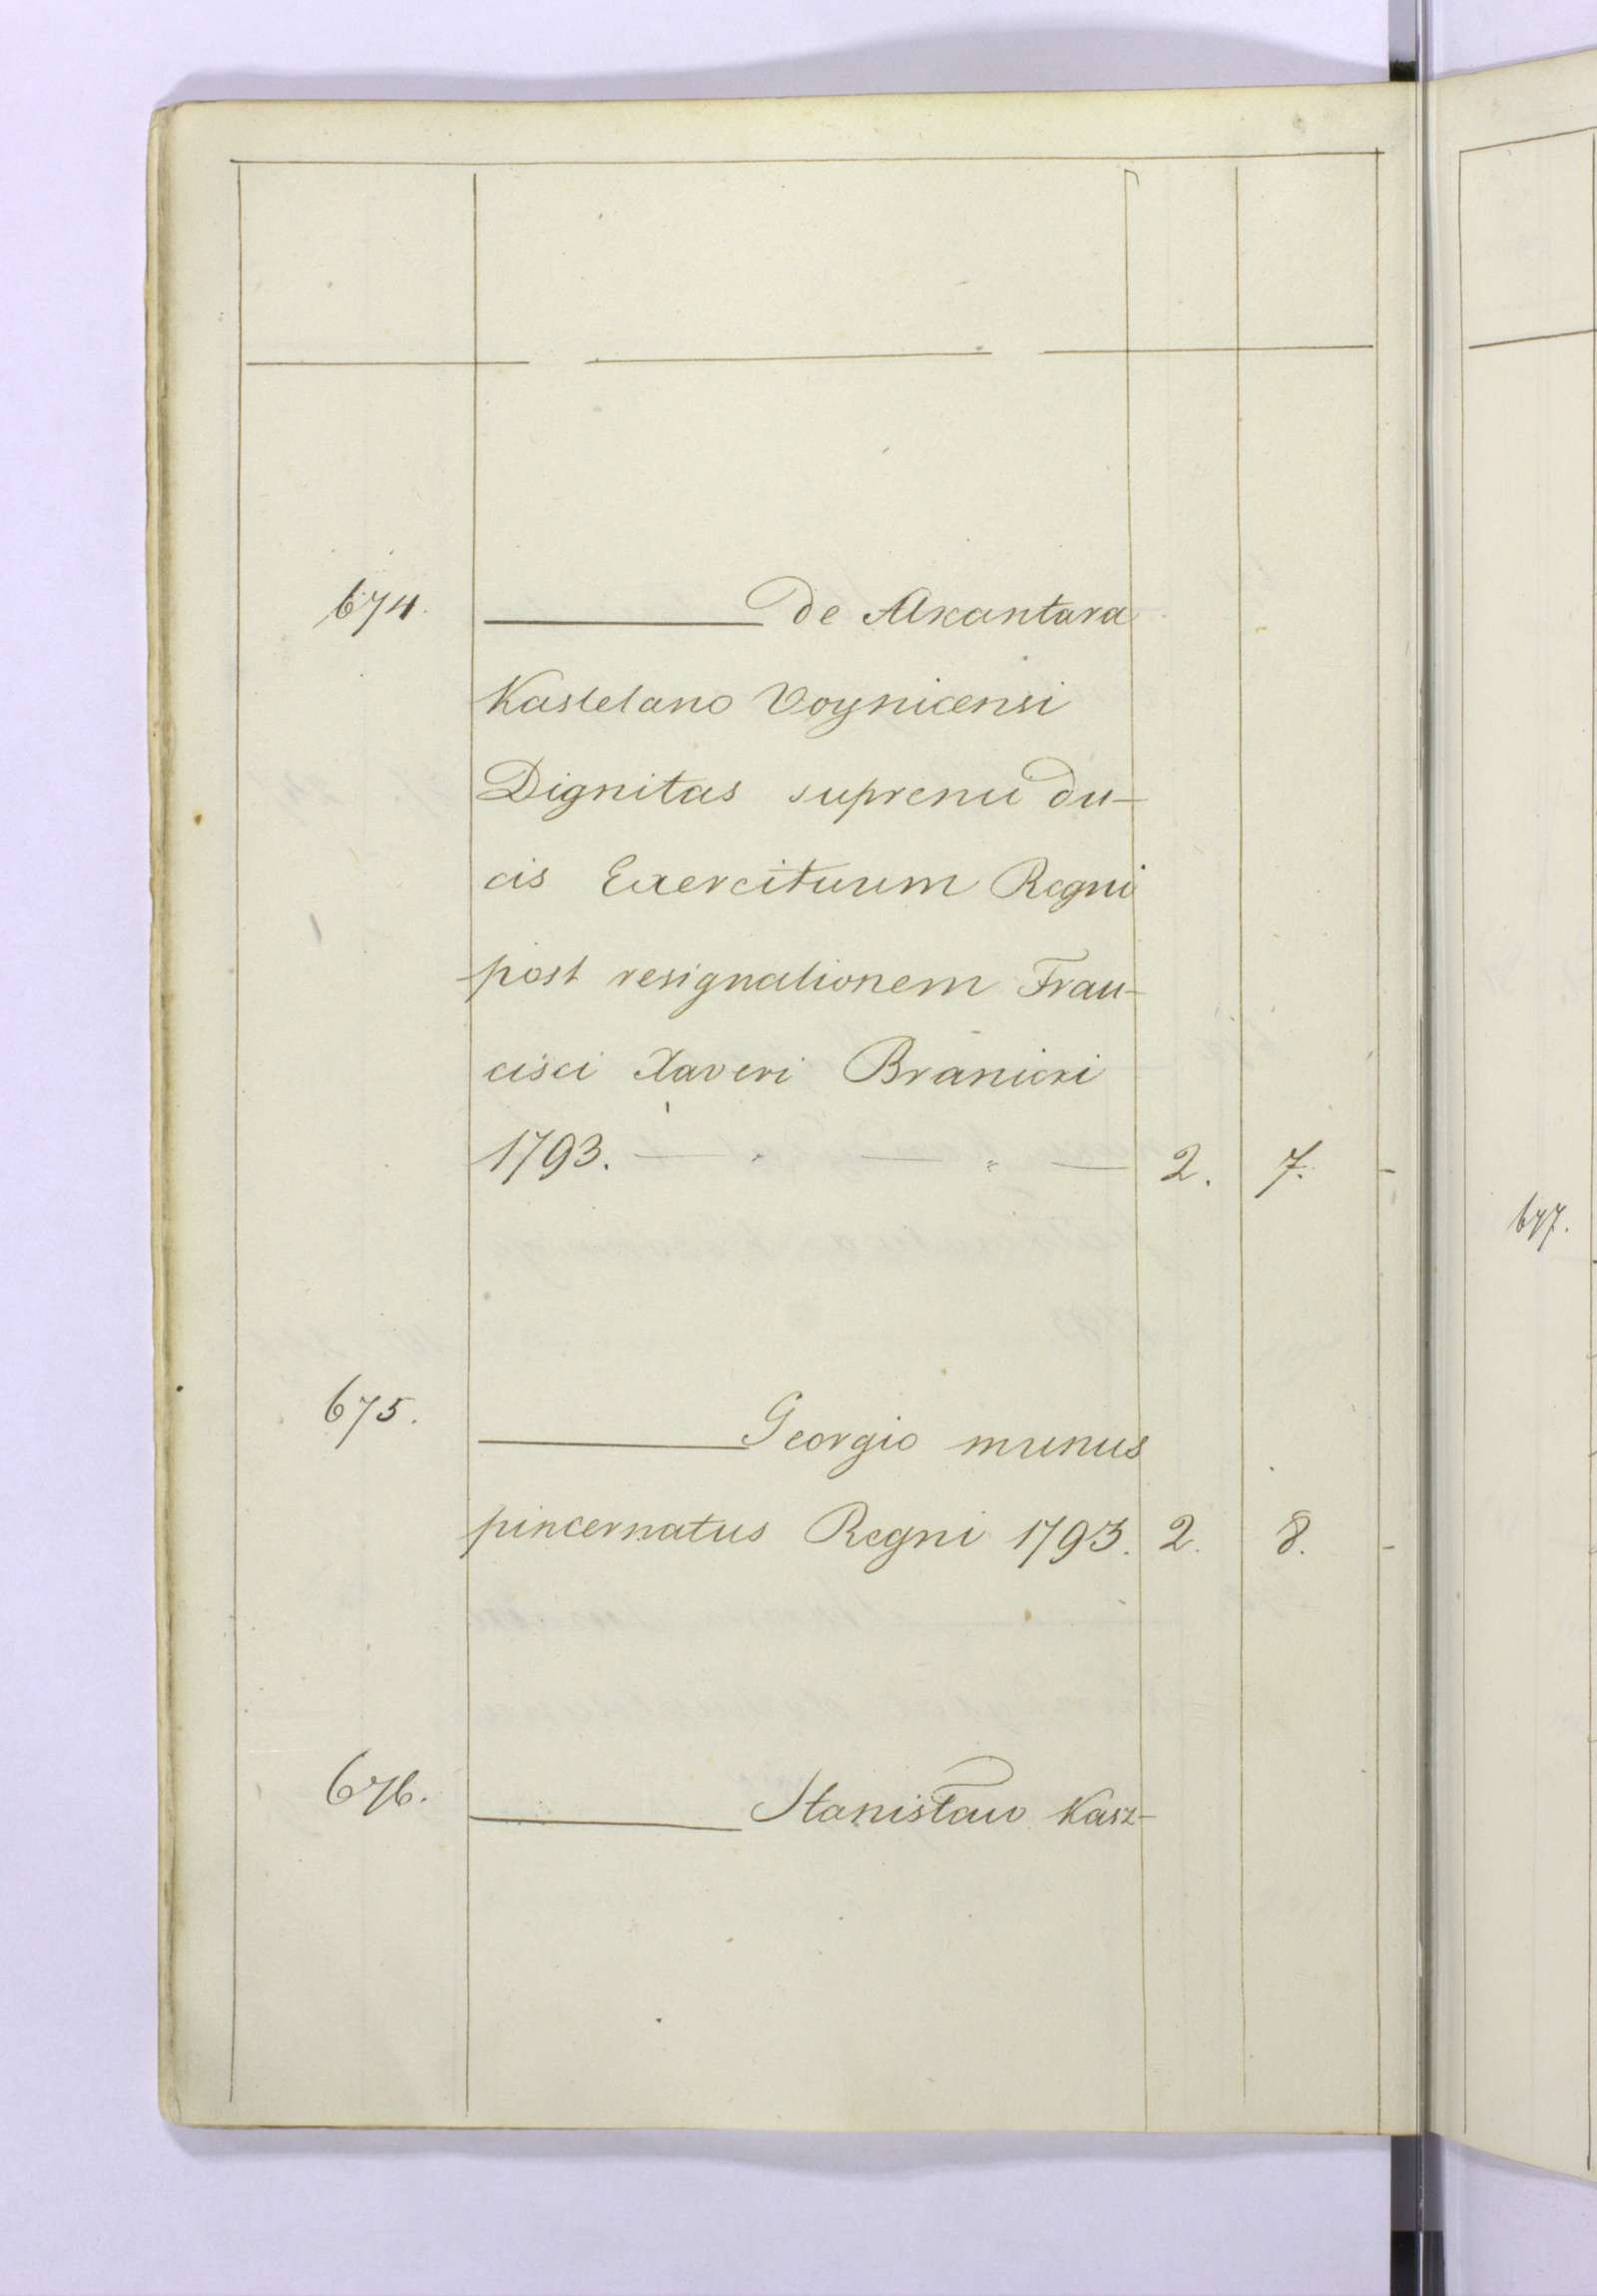 674. ——— de Akantara
Kastelano Voynicensi
Dignitas supremi du-
cis Exercituum Regni
post resignationem Fran-
cisci Xaveri Branicki
1793. — " — " — 2. 7. -
675. ——— Georgio munus
pincernatus Regni 1793. 2. 8. -
676. ——— Stanisław Kasz-
677.